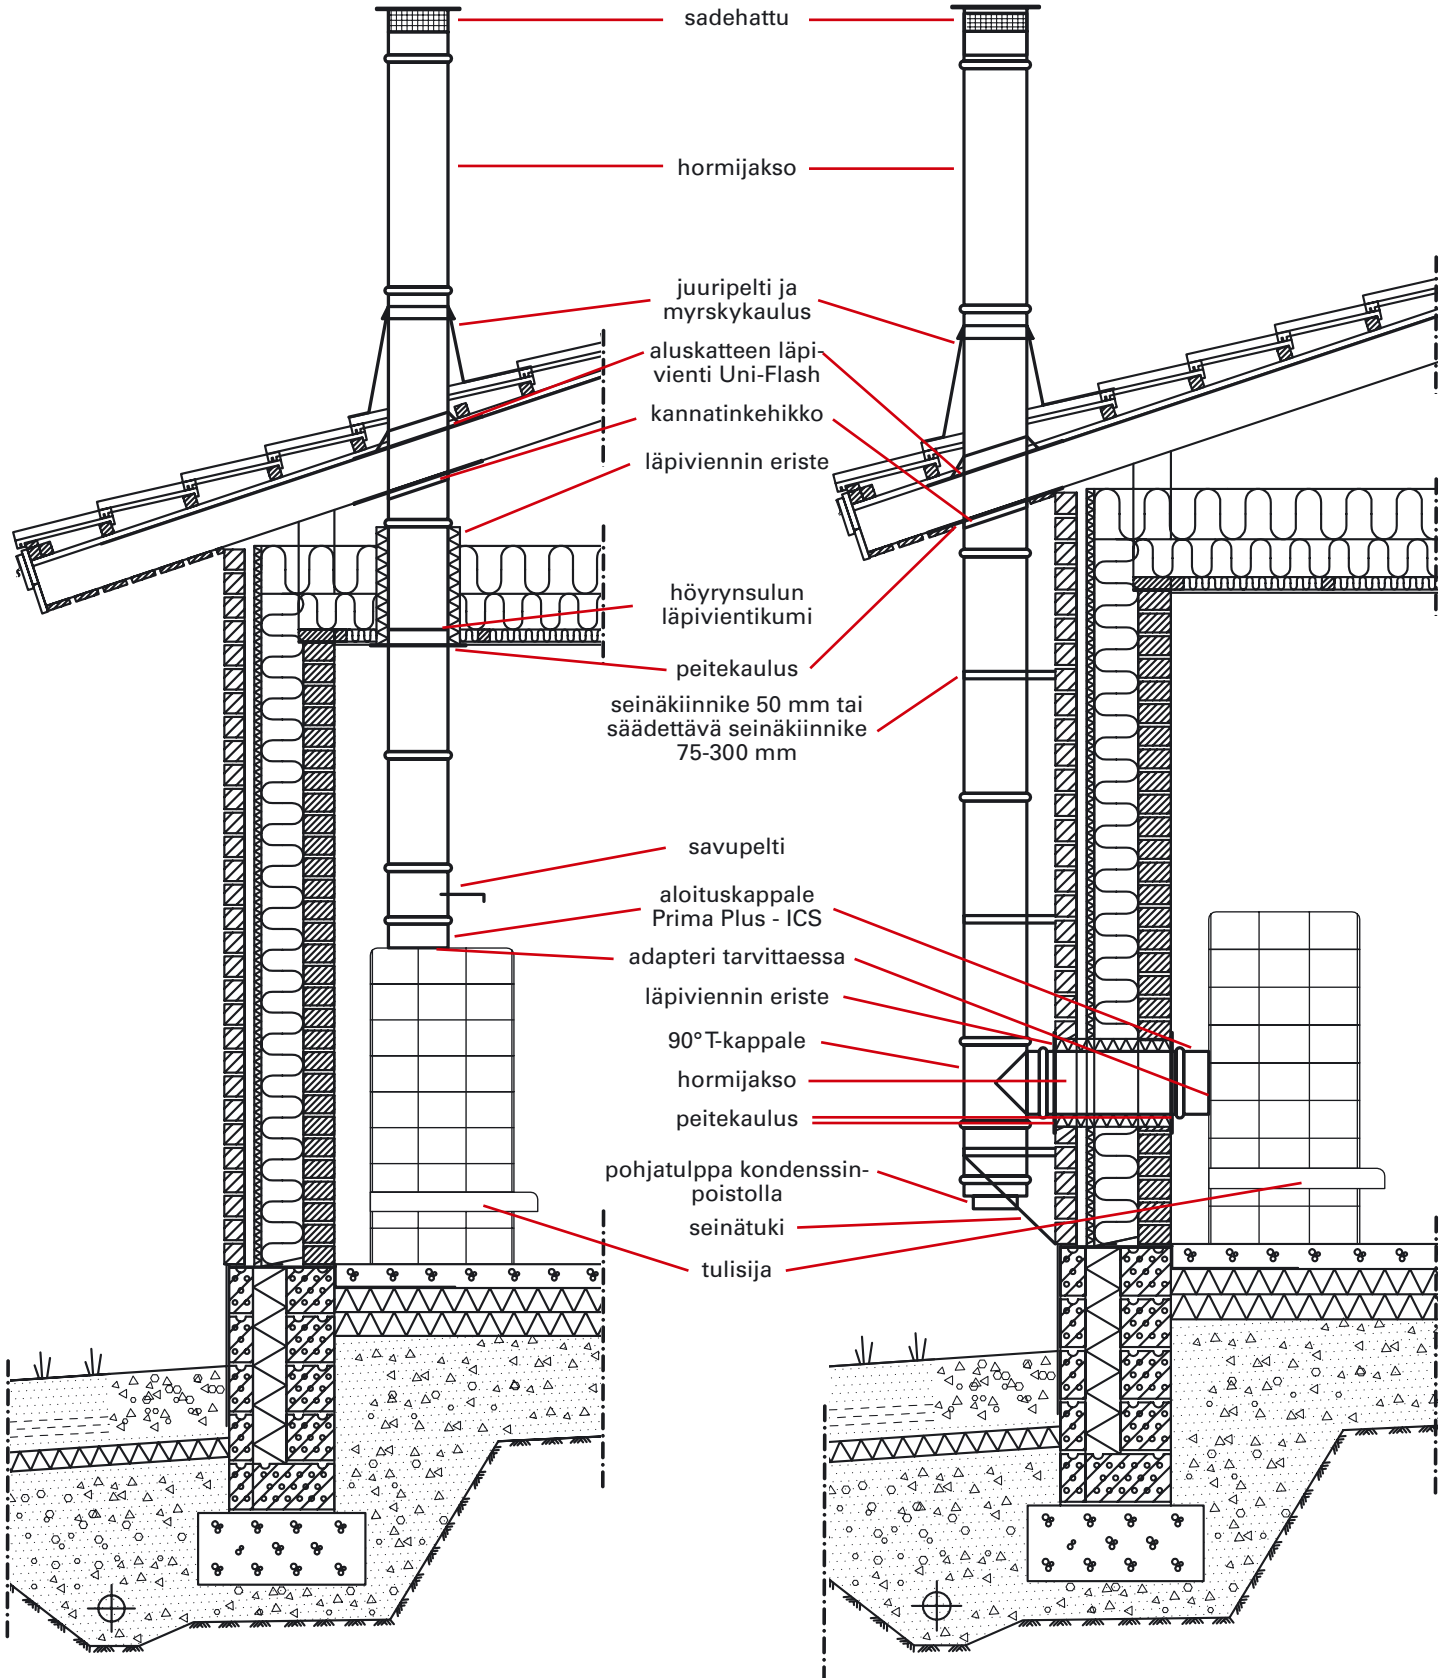 sadehattu
hormijakso
juuripelti ja
myrskykaulus
aluskatteen läpi-
vienti Uni-Flash
kannatinkehikko
läpiviennin eriste
höyrynsulun
läpivientikumi
peitekaulus
seinäkiinnike 50 mm tai
säädettävä seinäkiinnike
75-300 mm
savupelti
aloituskappale
Prima Plus - ICS
adapteri tarvittaessa
läpiviennin eriste
90° T-kappale
hormijakso
peitekaulus
pohjatulppa kondenssin-
poistolla
seinätuki
tulisija